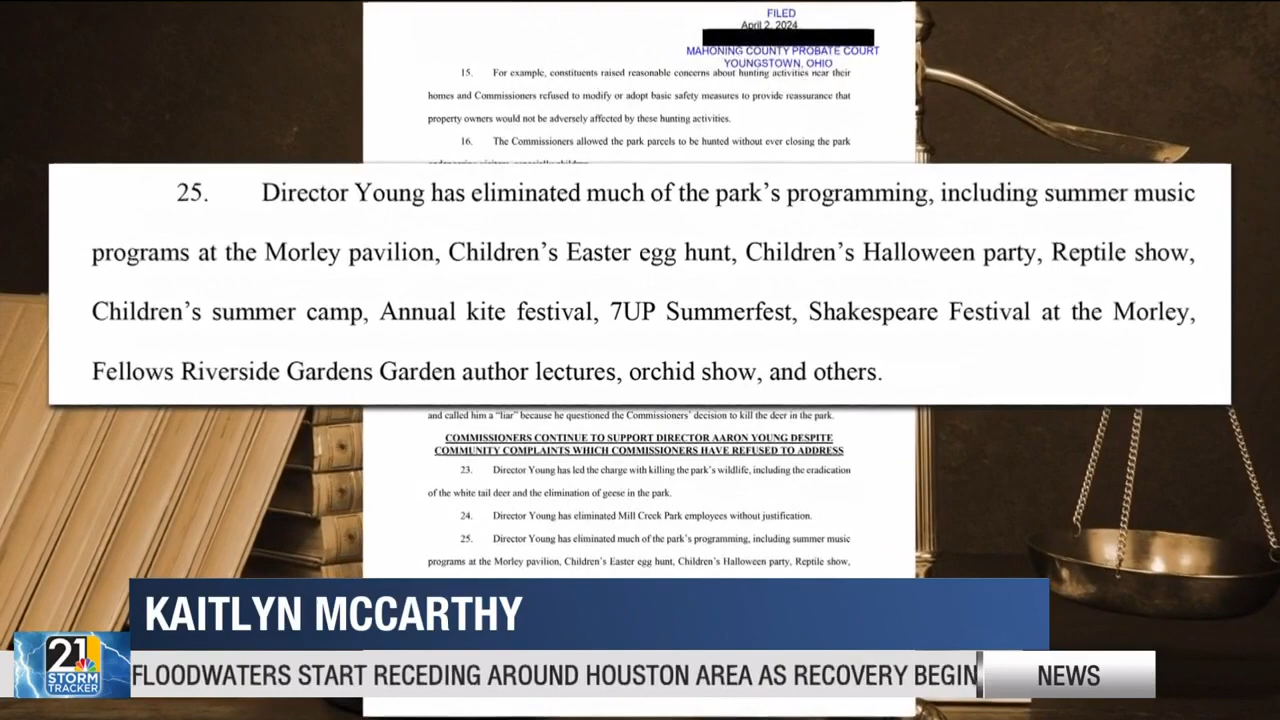 FILED
April 2, 2024
MAHONING COUNTY PROBATE COURT
YOUNGSTOWN, OHIO
15. For example, constituents raised reasonable concerns about hunting activities near their
homes and Commissioners refused to modify or adopt basic safety measures to provide reassurance that
property owners would not be adversely affected by these hunting activities.
16. The Commissioners allowed the park parcels to be hunted without ever closing the park
25. Director Young has eliminated much of the park's programming, including summer music
programs at the Morley pavilion, Children's Easter egg hunt, Children's Halloween party, Reptile show,
Children's summer camp, Annual kite festival, 7UP Summerfest, Shakespeare Festival at the Morley,
Fellows Riverside Gardens Garden author lectures, orchid show, and others.
and called him a "liar" because he questioned the Commissioners' decision to kill the deer in the park.
COMMISSIONERS CONTINUE TO SUPPORT DIRECTOR AARON YOUNG DESPITE
COMMUNITY COMPLAINTS WHICH COMMISSIONERS HAVE REFUSED TO ADDRESS
23. Director Young has led the charge with killing the park's wildlife, including the eradication
of the white tail deer and the elimination of geese in the park.
24. Director Young has eliminated Mill Creek Park employees without justification.
25. Director Young has eliminated much of the park's programming, including summer music
programs at the Morley pavilion, Children's Easter egg hunt, Children's Halloween party, Reptile show,
KAITLYN MCCARTHY
21
STORM
TRACKER
FLOODWATERS START RECEDING AROUND HOUSTON AREA AS RECOVERY BEGIN
NEWS